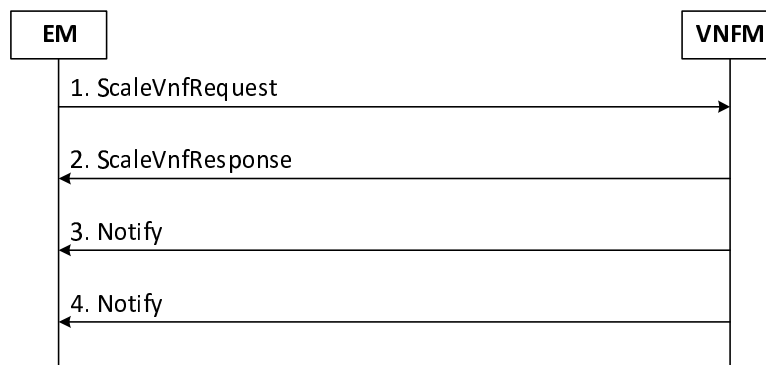 EM
VNFM
1. ScaleVnfRequest
2. ScaleVnfResponse
3. Notify
4. Notify